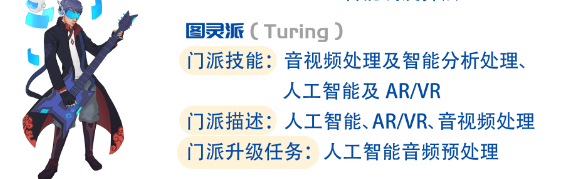 图灵派（Turing）
门派技能：音视频处理及智能分析处理、
人工智能及 AR/VR
门派描述：人工智能、AR/VR、音视频处理
门派升级任务：人工智能音频预处理